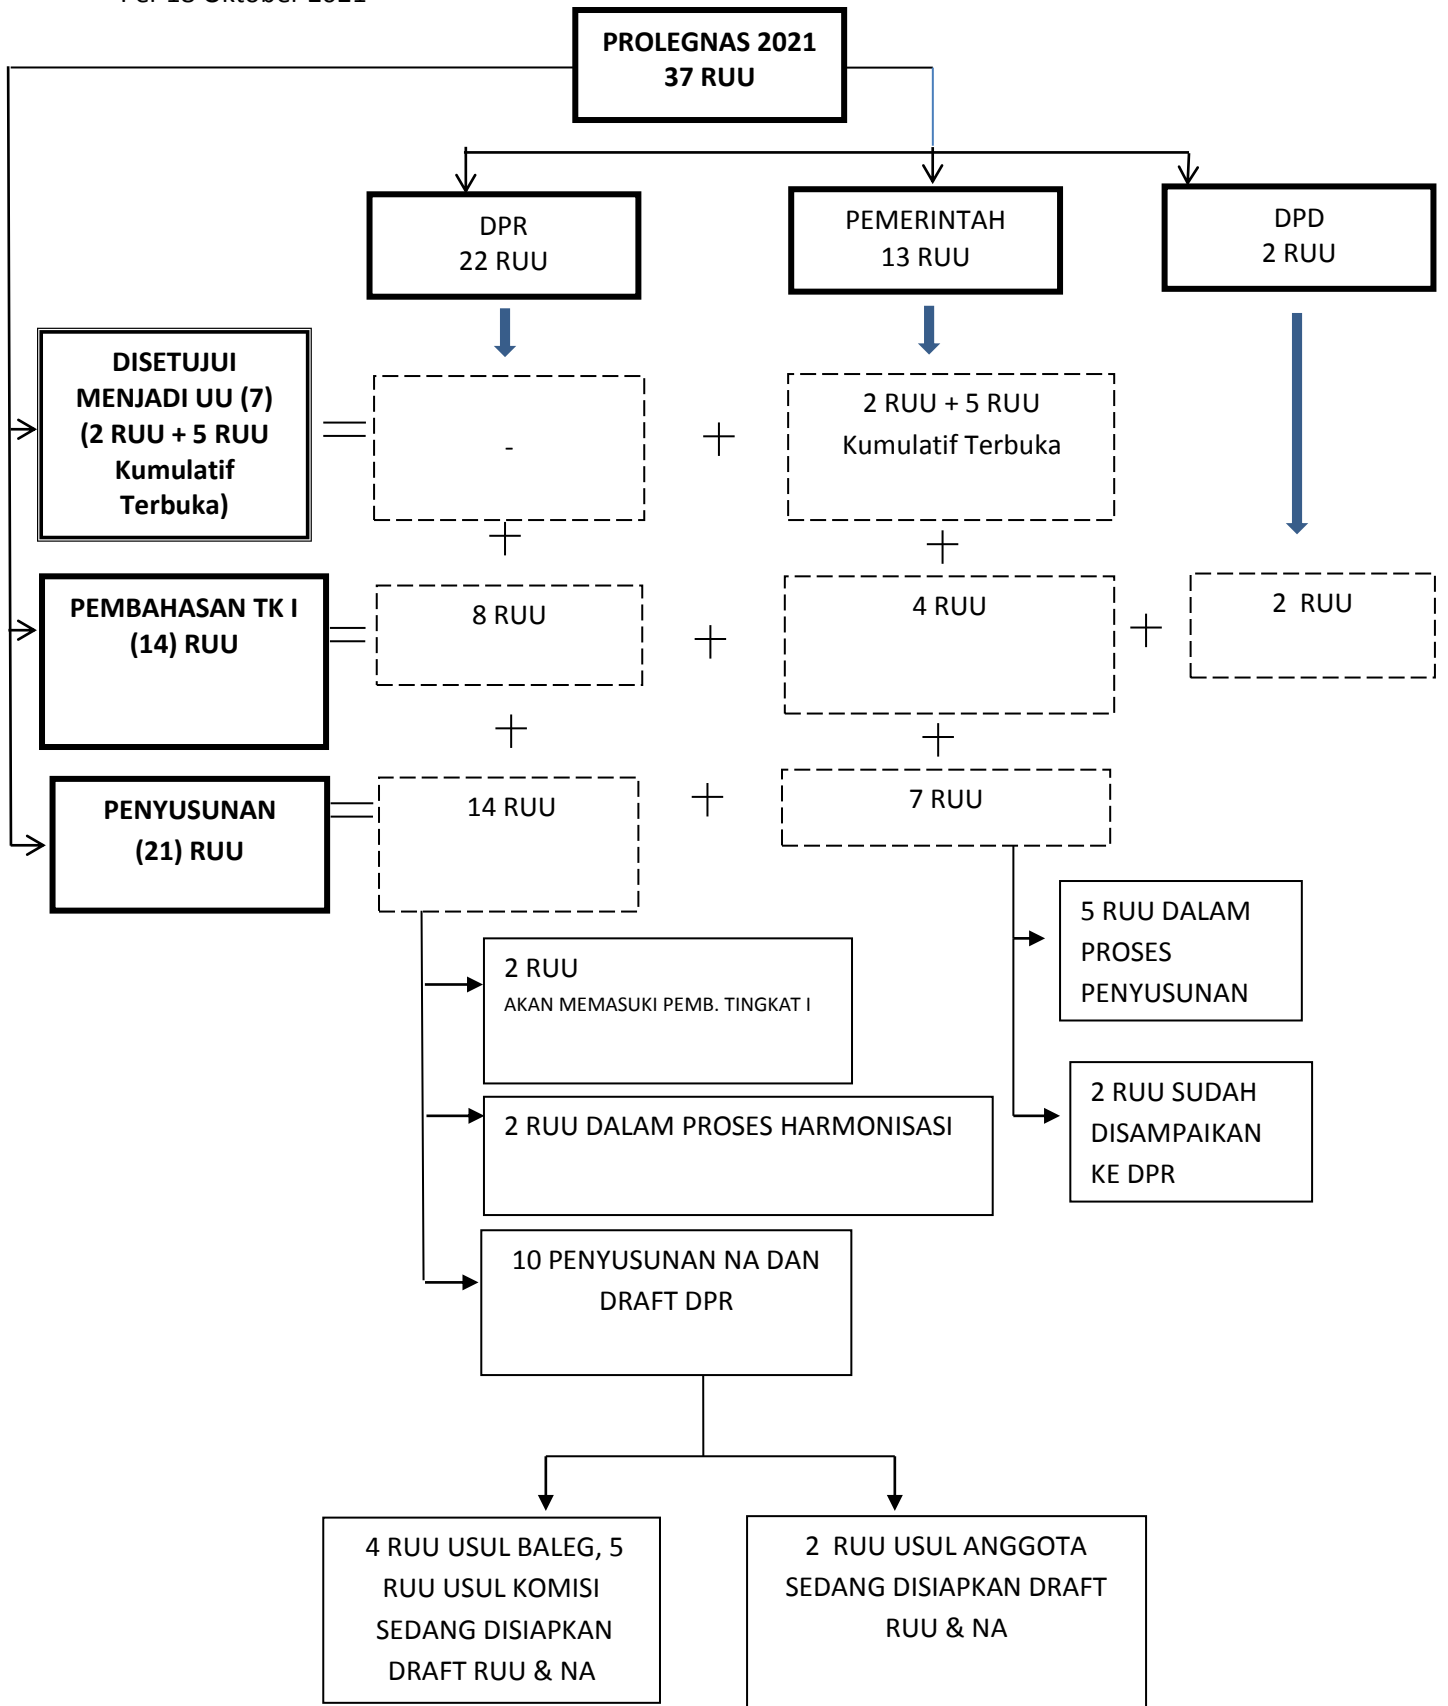 Per 18 Oktober 2021
PROLEGNAS 2021
37 RUU
DPR
22 RUU
PEMERINTAH
13 RUU
DPD
2 RUU
DISETUJUI
MENJADI UU (7)
(2 RUU + 5 RUU
Kumulatif
Terbuka)
-
2 RUU + 5 RUU
Kumulatif Terbuka
PEMBAHASAN TK I
(14) RUU
8 RUU
4 RUU
2 RUU
PENYUSUNAN
(21) RUU
14 RUU
7 RUU
5 RUU DALAM
PROSES
PENYUSUNAN
2 RUU
AKAN MEMASUKI PEMB. TINGKAT I
2 RUU SUDAH
DISAMPAIKAN
KE DPR
2 RUU DALAM PROSES HARMONISASI
10 PENYUSUNAN NA DAN
DRAFT DPR
4 RUU USUL BALEG, 5
RUU USUL KOMISI
SEDANG DISIAPKAN
DRAFT RUU & NA
2 RUU USUL ANGGOTA
SEDANG DISIAPKAN DRAFT
RUU & NA